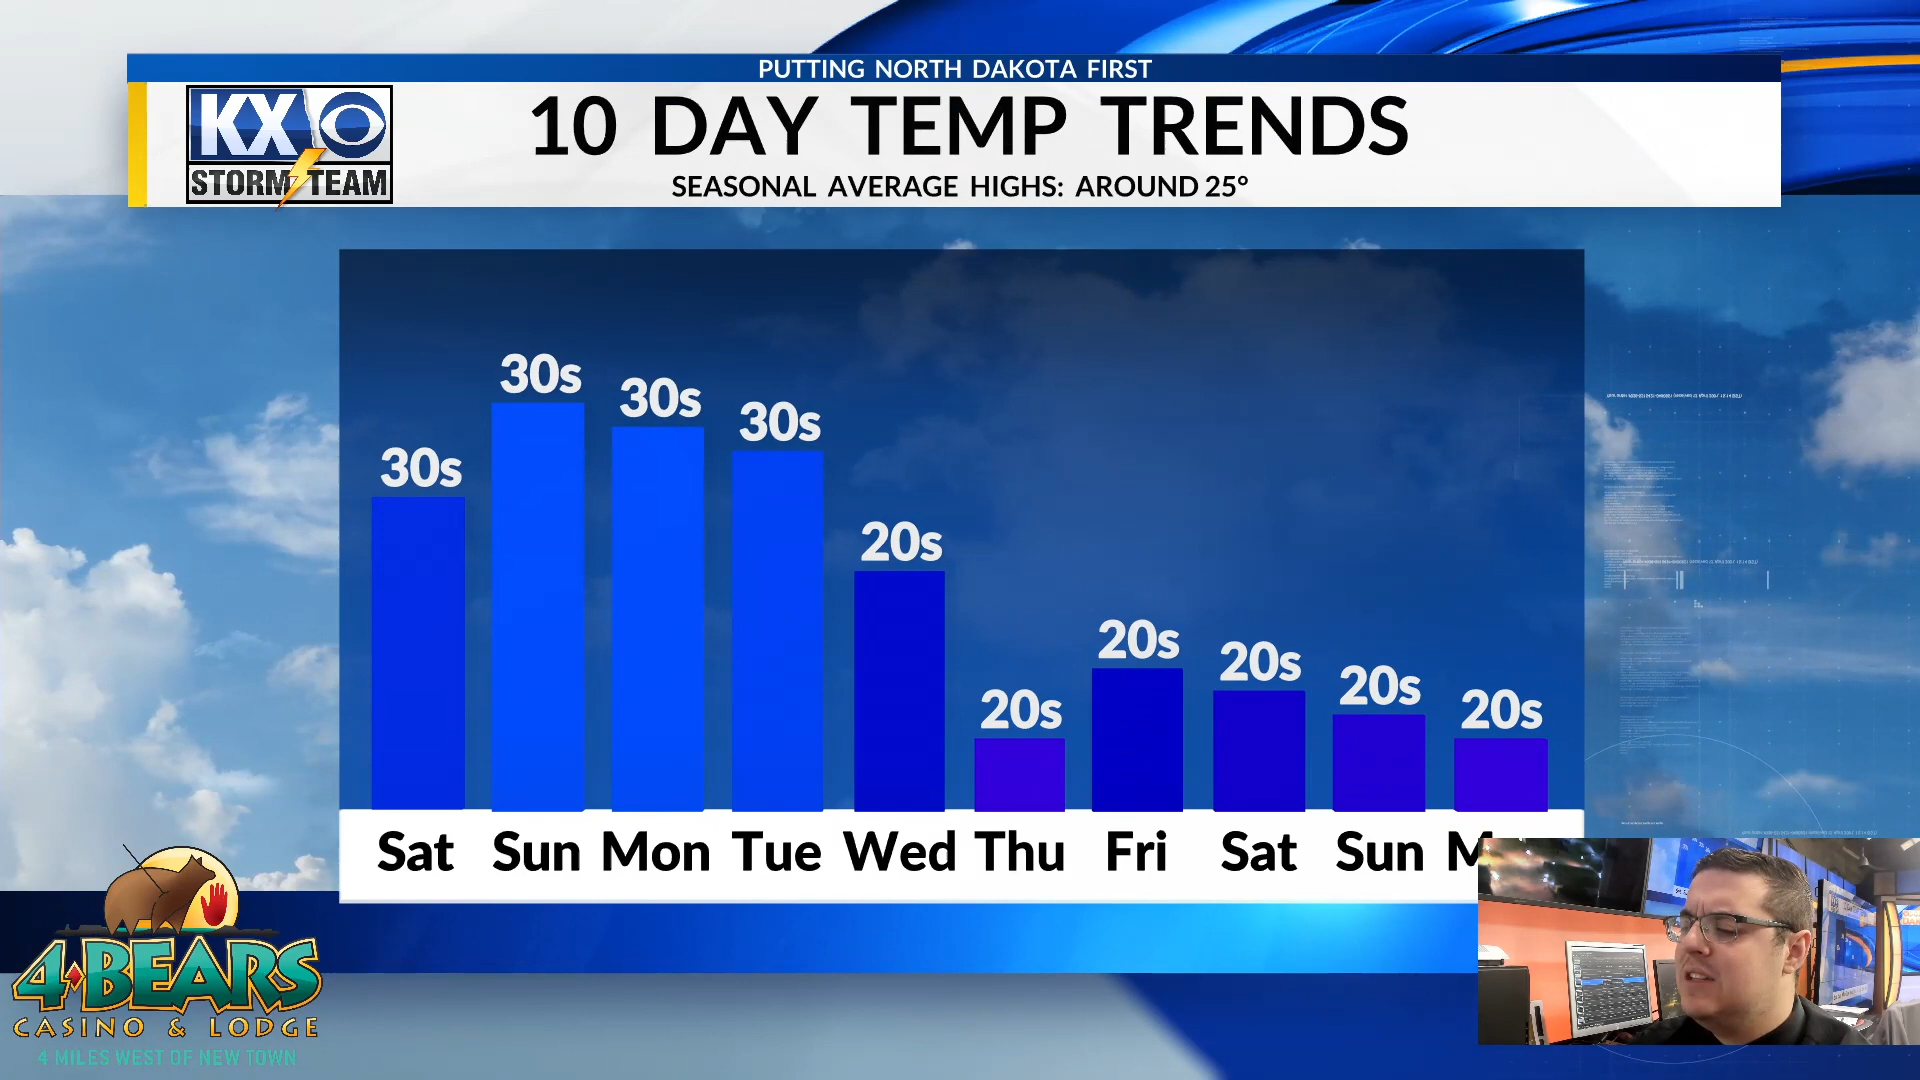 PUTTING NORTH DAKOTA FIRST
KX
STORM TEAM
10 DAY TEMP TRENDS
SEASONAL AVERAGE HIGHS: AROUND 25°
30s
30s
30s
30s
20s
20s
20s
20s
20s
20s
Sat Sun Mon Tue Wed Thu Fri Sat Sun M
4 BEARS
CASINO & LODGE
4 MILES WEST OF NEW TOWN